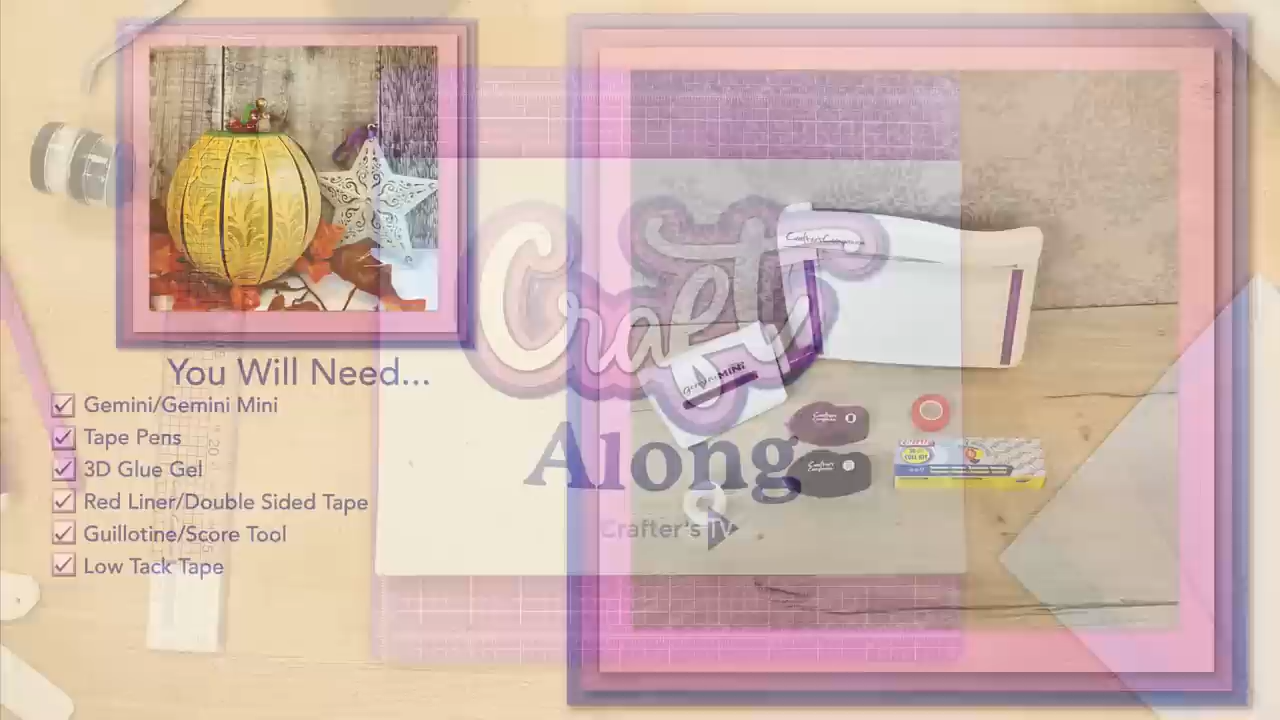 You Will Need...
Gemini/Gemini Mini
Tape Pens
3D Glue Gel
Red Liner/Double Sided Tape
Guillotine/Score Tool
Low Tack Tape
Craft
Along
Crafter's TV
Crafter's Companion
gemini MINI